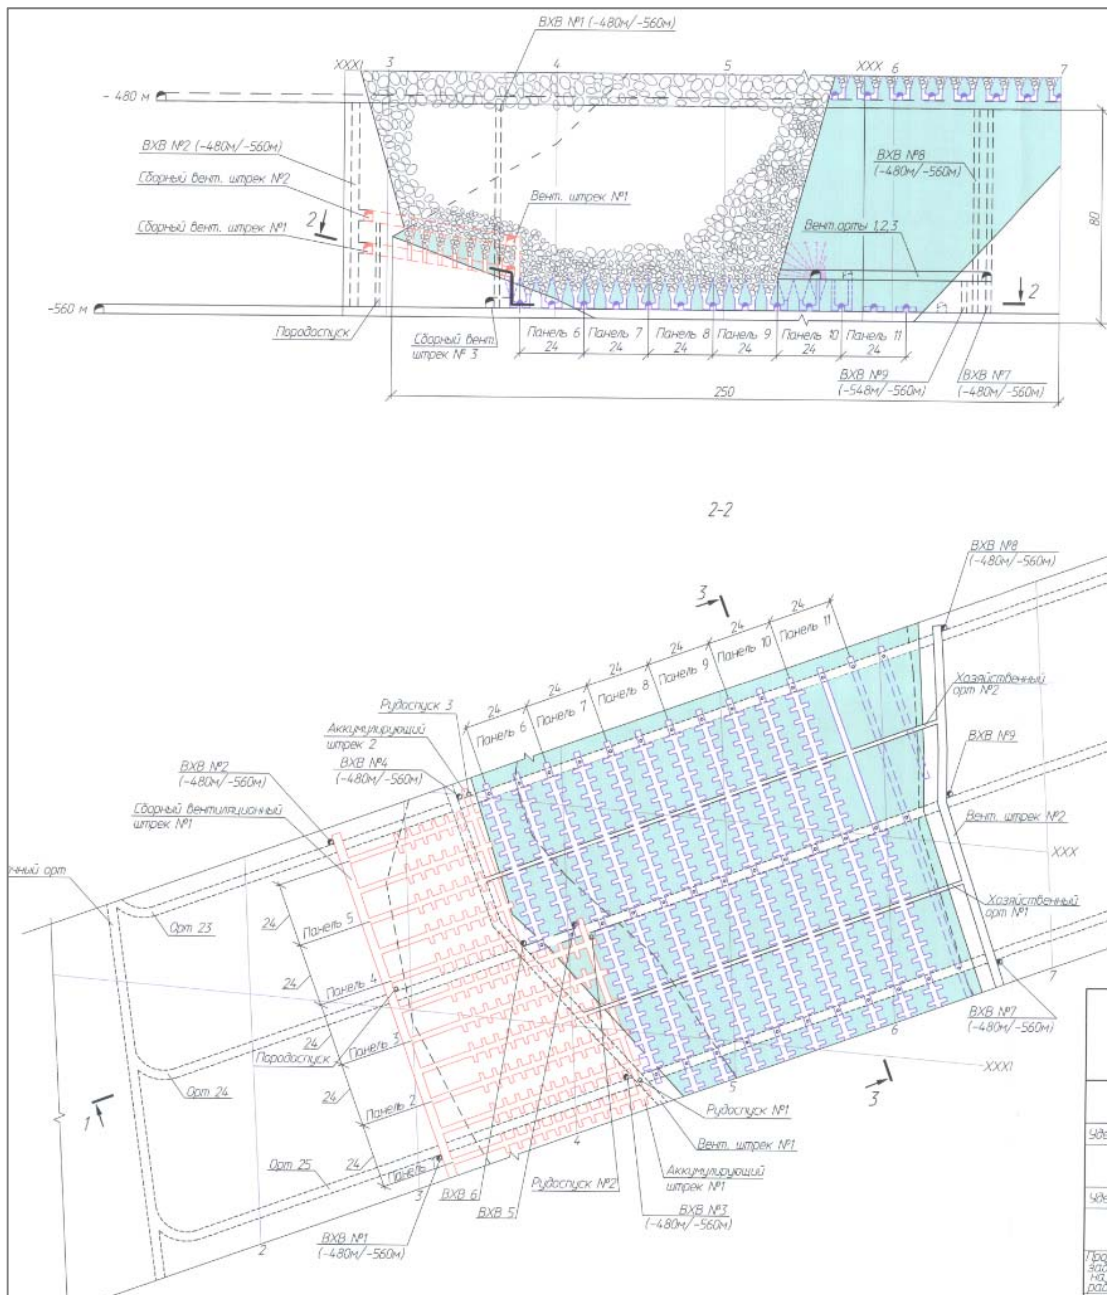 ВХВ №1 (-480м/-560м)
XXXI
3
4
5
XXX
6
7
- 480 м
ВХВ №2 (-480м/-560м)
Сборный вент. штрек №2
2
Сборный вент. штрек №1
Вент. штрек №1
ВХВ №8
(-480м/-560м)
Вент.орты 1,2,3
80
2
-560 м
Породоспуск
Сборный вент.
штрек № 3
Панель 6
Панель 7
Панель 8
Панель 9
Панель 10
Панель 11
24
24
24
24
24
24
ВХВ №9
(-548м/-560м)
ВХВ №7
(-480м/-560м)
250
2-2
ВХВ №8
(-480м/-560м)
3
24
24
24
24
24
24
Панель 11
Панель 10
Панель 9
Панель 8
Панель 7
Панель 6
Рудоспуск 3
Аккумулирующий
штрек 2
ВХВ №4
(-480м/-560м)
ВХВ №2
(-480м/-560м)
Сборный вентиляционный
штрек №1
Хозяйственный
орт №2
ВХВ №9
Вент. штрек №2
XXX
чный орт
Орт 23
24
Панель 5
24
Панель 4
24
Панель 3
Породоспуск
Орт 24
24
Панель 2
24
Панель
Орт 25
Хозяйственный
орт №1
7
6
ВХВ №7
(-480м/-560м)
XXXI
5
3
1
Рудоспуск №1
Вент. штрек №1
Аккумулирующий
штрек №1
4
3
2
ВХВ 6
ВХВ 5
Рудоспуск №2
ВХВ №3
(-480м/-560м)
ВХВ №1
(-480м/-560м)